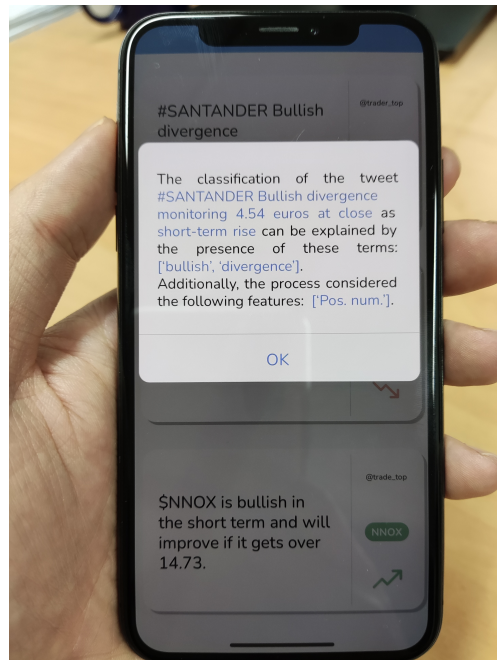 #SANTANDER Bullish
divergence
@trader_top
The classification of the tweet
#SANTANDER Bullish divergence
monitoring 4.54 euros at close as
short-term rise can be explained by
the presence of these terms:
['bullish', 'divergence'].
Additionally, the process considered
the following features: ['Pos. num.'].
OK
@trade_top
$NNOX is bullish in
the short term and will
improve if it gets over
14.73.
NNOX